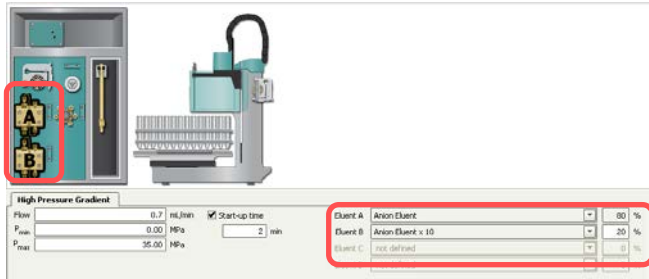 A
B
High Pressure Gradient
Flow 0.7 mL/min Start-up time Eluent A Anion Eluent 80 %
Pmin 0.00 MPa 2 min Eluent B Anion Eluent x 10 20 %
Pmax 35.00 MPa Eluent C not defined 0 %